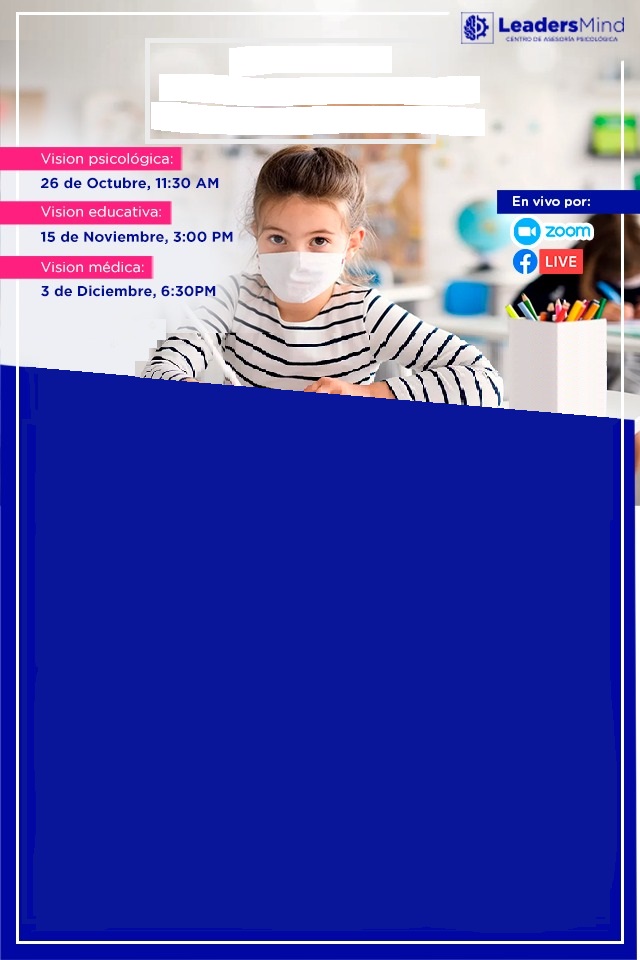 LeadersMind
CENTRO DE ASESORÍA PSICOLÓGICA
Vision psicológica:
26 de Octubre, 11:30 AM
Vision educativa:
15 de Noviembre, 3:00 PM
Vision médica:
3 de Diciembre, 6:30PM
En vivo por:
zoom
LIVE